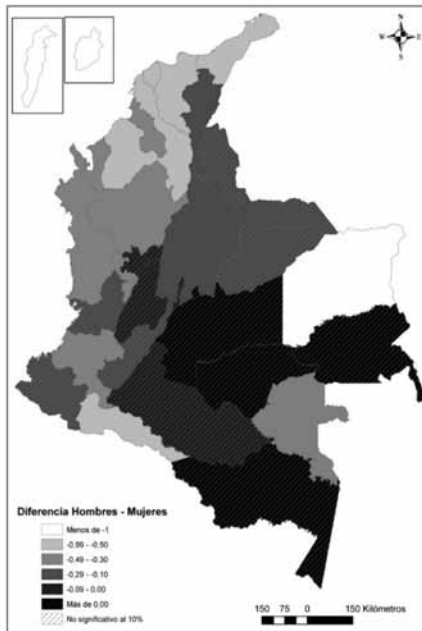 N
W E
S
Diferencia Hombres - Mujeres
Menos de -1
-0,99 - -0,50
-0,49 - -0,30
-0,29 - -0,10
-0,09 - 0,00
Más de 0,00
No significativo al 10%
150 75 0 150 Kilómetros